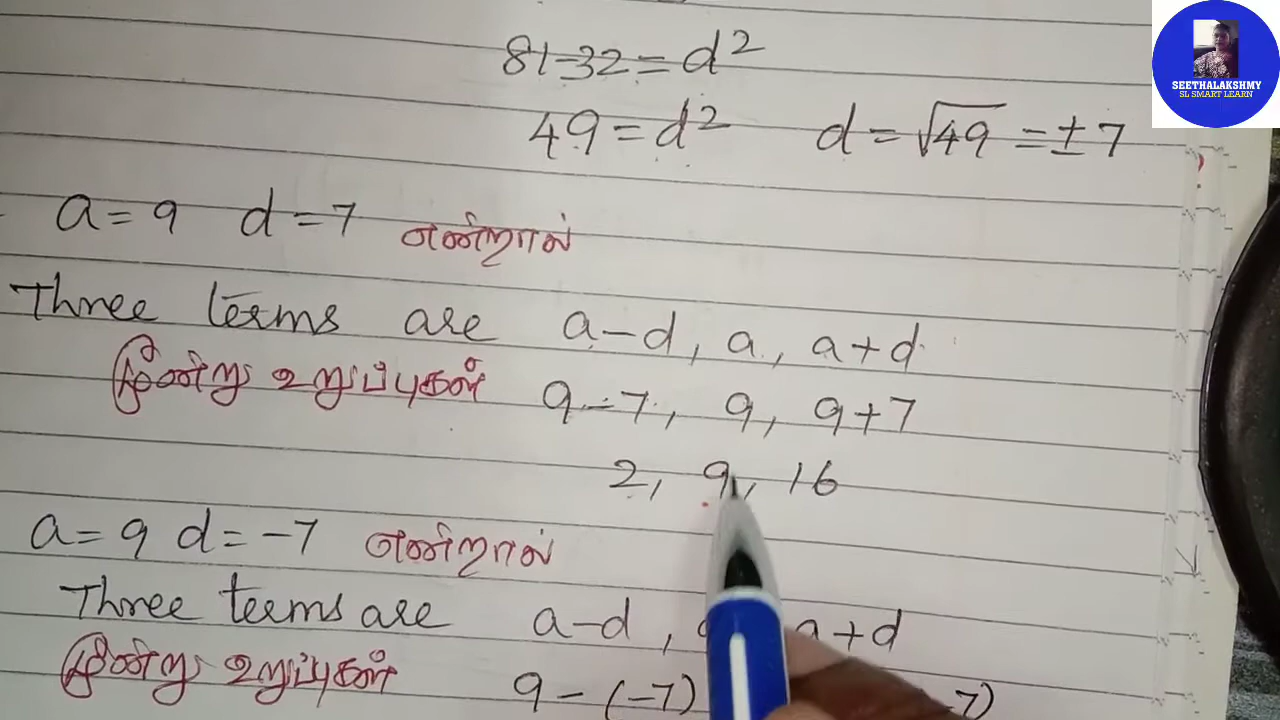 81-32=d²
49=d² d=√49=±7
a=9 d=7 என்றால்
Three terms are a-d, a, a+d
மூன்று உறுப்புகள் 9-7, 9, 9+7
2, 9, 16
a=9 d=-7 என்றால்
Three terms are a-d, a+d
மூன்று உறுப்புகள் 9-(-7) -7)
SEETHALAKSHMY
SL SMART LEARN